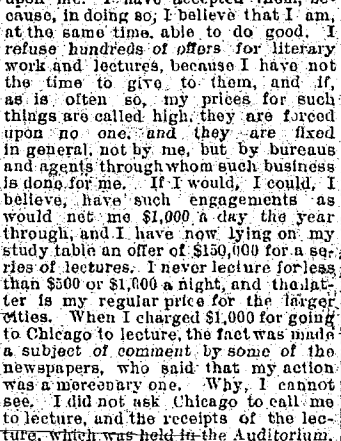 upon me. I have accepted them, be-
cause, in doing so, I believe that I am,
at the same time, able to do good. I
refuse hundreds of offers for literary
work and lectures, because I have not
the time to give to them, and if,
as is often so, my prices for such
things are called high, they are forced
upon no one, and they are fixed
in general, not by me, but by bureaus
and agents through whom such business
is done for me. If I would, I could, I
believe, have such engagements as
would net me $1,000 a day the year
through, and I have now lying on my
study table an offer of $150,000 for a se-
ries of lectures. I never lecture for less
than $500 or $1,000 a night, and the lat-
ter is my regular price for the larger
cities. When I charged $1,000 for going
to Chicago to lecture, the fact was made
a subject of comment by some of the
newspapers, who said that my action
was a mercenary one. Why, I cannot
see. I did not ask Chicago to call me
to lecture, and the receipts of the lec-
ture, which was held in the Auditorium,